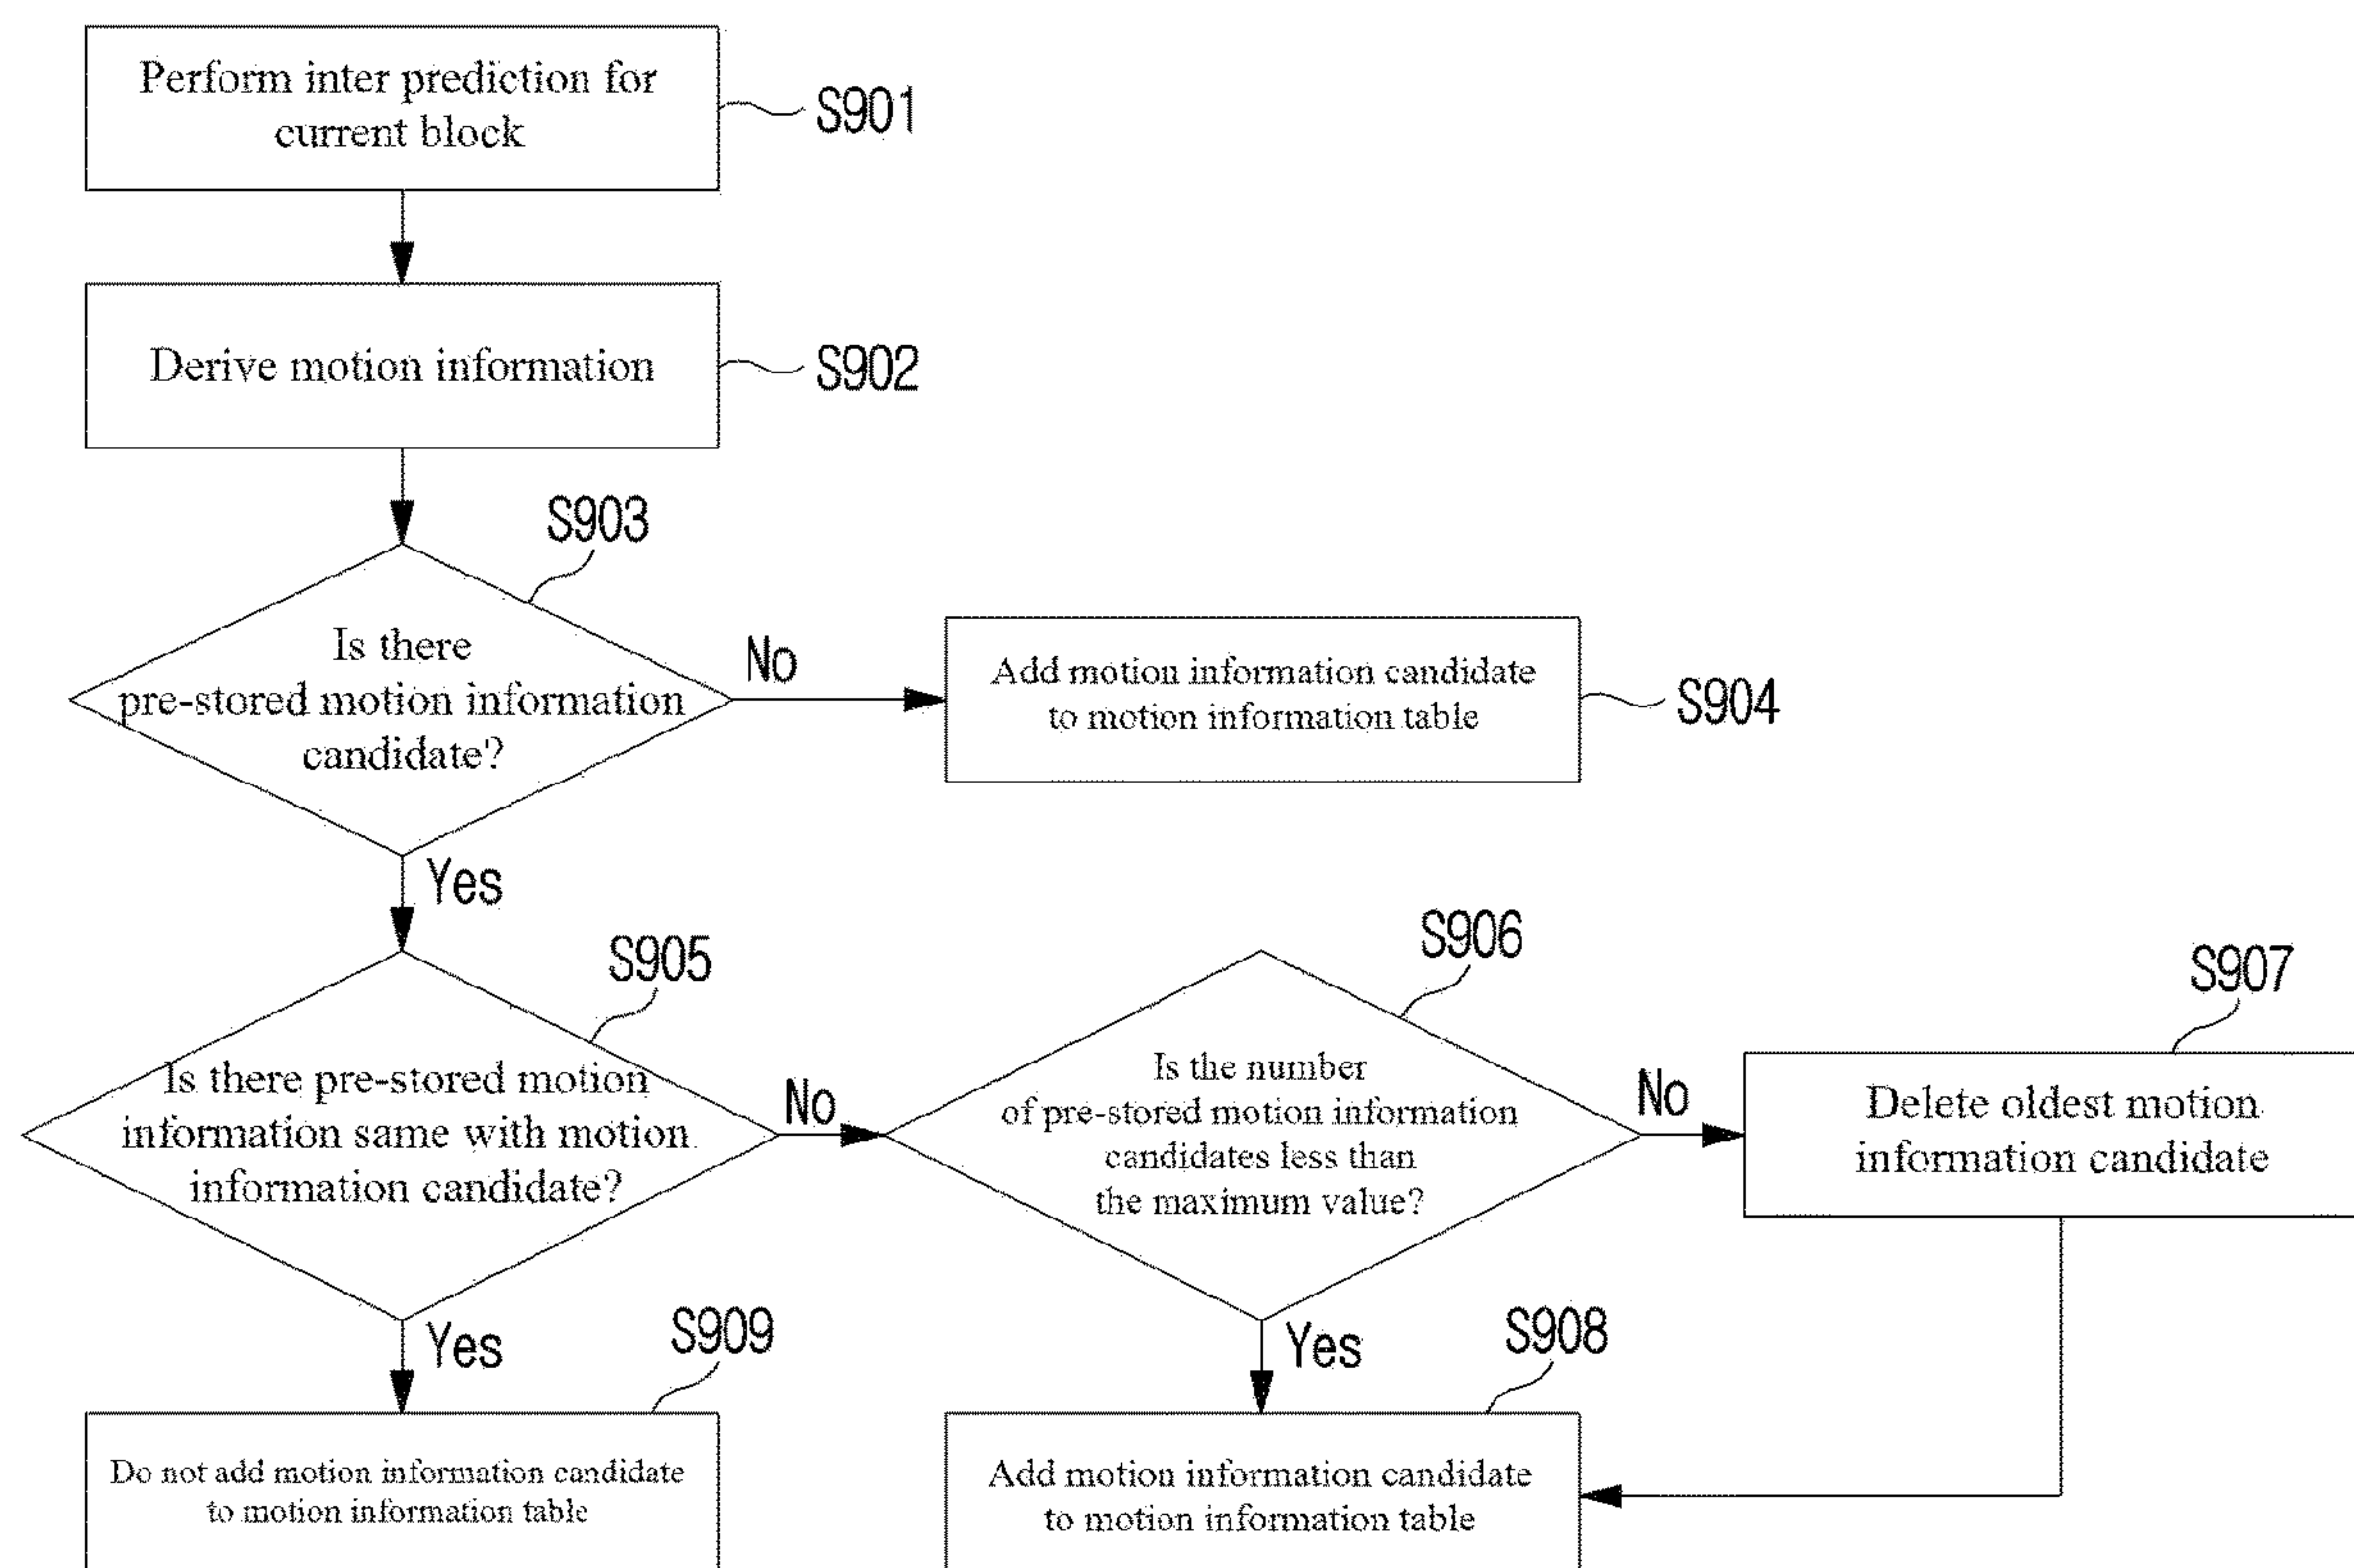 Perform inter prediction for
current block
S901
Derive motion information
S902
S903
Is there
pre-stored motion information
candidate?
No
Add motion information candidate
to motion information table
S904
Yes
S905
Is there pre-stored motion
information same with motion
information candidate?
No
S906
Is the number
of pre-stored motion information
candidates less than
the maximum value?
No
S907
Delete oldest motion
information candidate
Yes
S909
Do not add motion information candidate
to motion information table
Yes
S908
Add motion information candidate
to motion information table